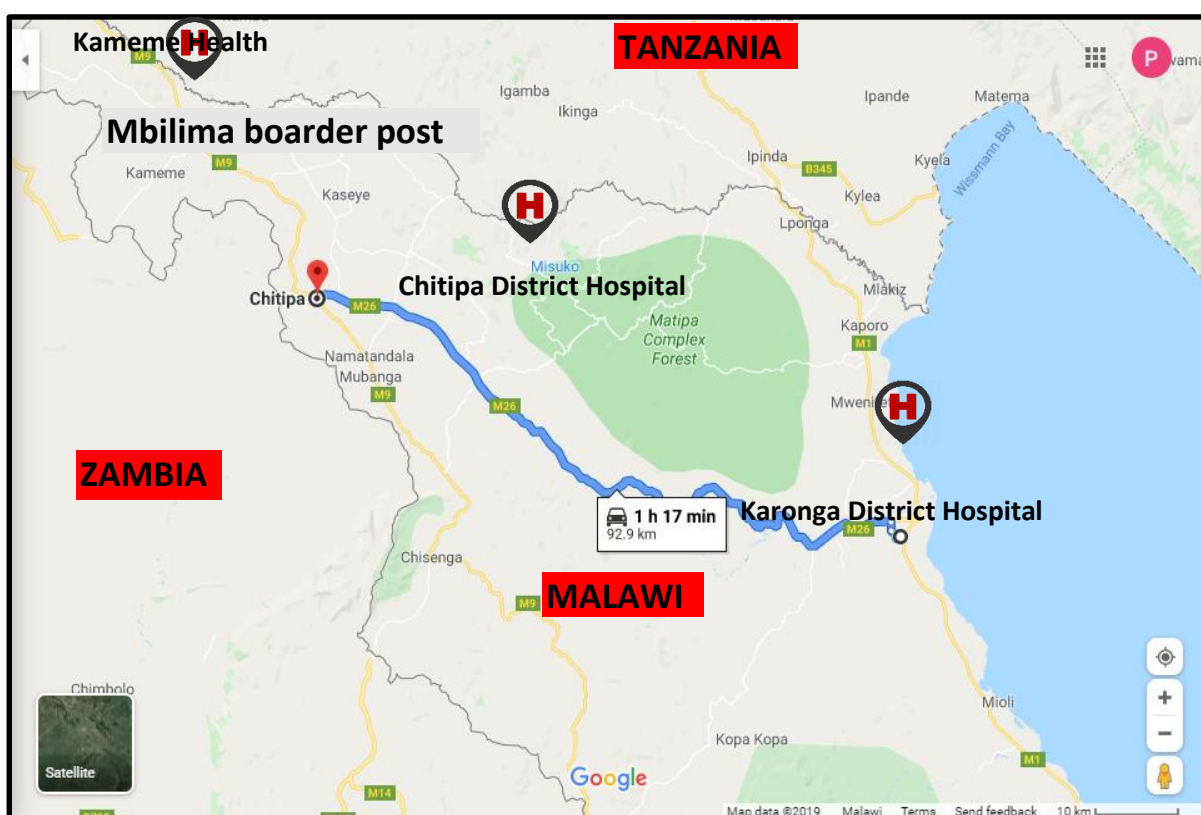 Kameme Health
H
TANZANIA
P
M9
Igamba
Ikinga
Ipande
Matema
Mbilima boarder post
M9
Kameme
Kaseye
Ipinda
B345
Kyela
Wissmann Bay
Kylea
H
Lponga
Misuko
Chitipa
M26
Chitipa District Hospital
Mlakiz
Matipa
Complex
Forest
Kaporo
M1
Namatandala
Mubanga
M9
M26
H
ZAMBIA
1 h 17 min
92.9 km
Karonga District Hospital
M26
Chisenga
M9
MALAWI
Chimbolo
Satellite
Mioli
Kopa Kopa
Google
M1
M14
Map data ©2019 Malawi Terms Send feedback 10 km